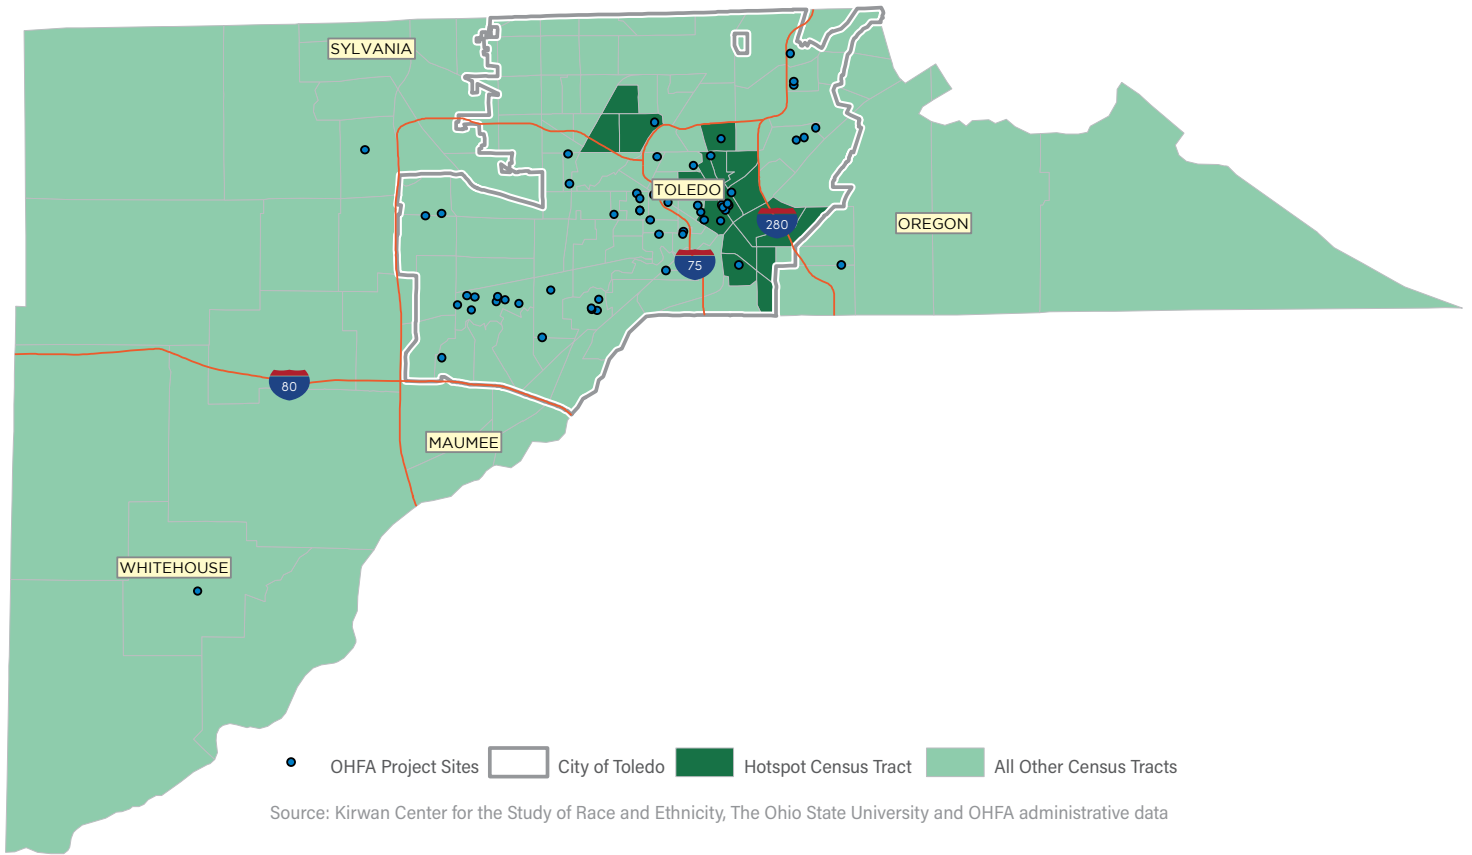 SYLVANIA
TOLEDO
280
OREGON
75
80
MAUMEE
WHITEHOUSE
OHFA Project Sites
City of Toledo
Hotspot Census Tract
All Other Census Tracts
Source: Kirwan Center for the Study of Race and Ethnicity, The Ohio State University and OHFA administrative data